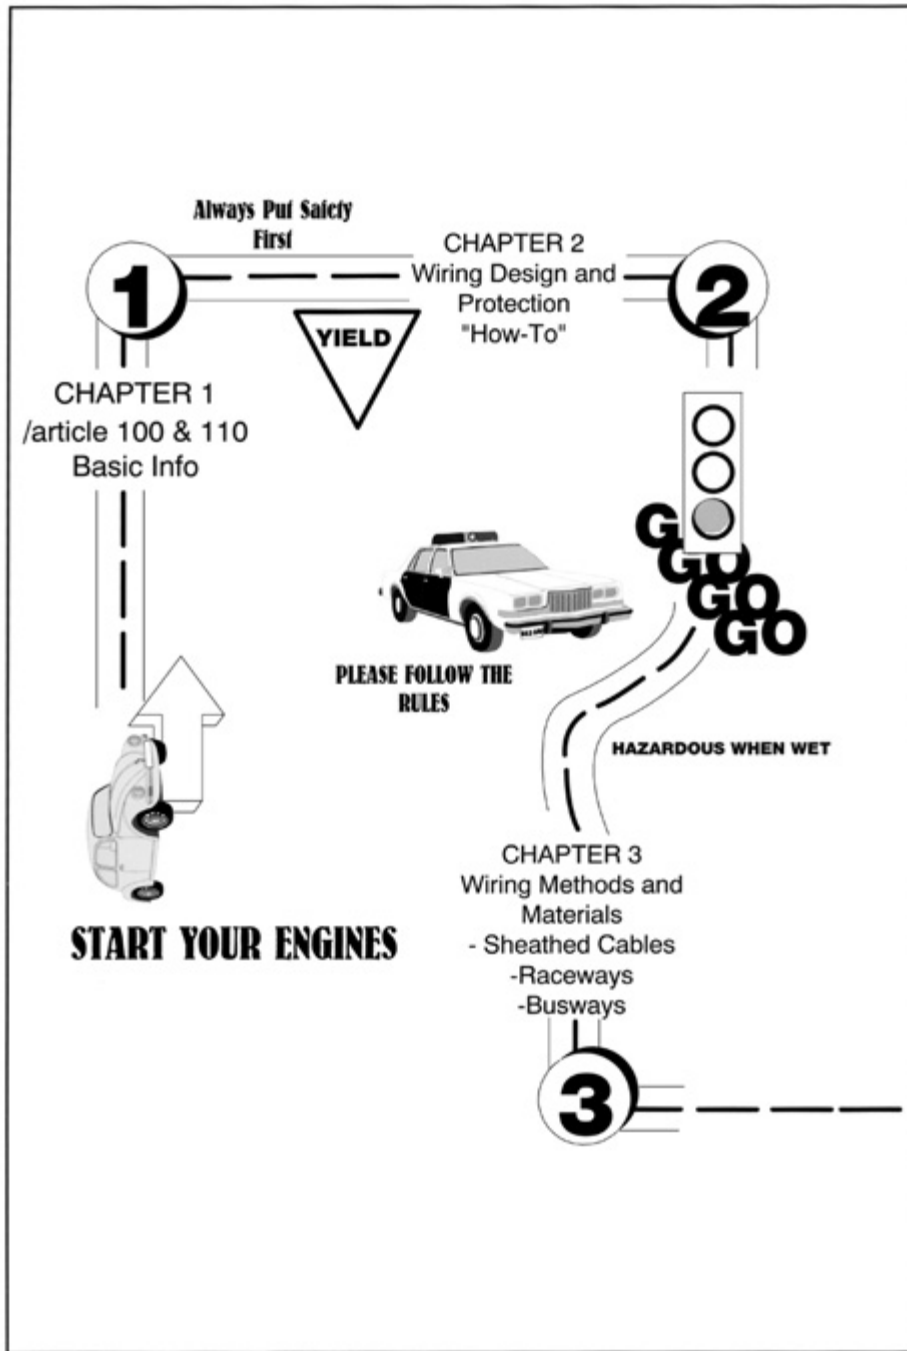 Always Put Safety
First
1
CHAPTER 2
Wiring Design and
Protection
"How-To"
2
YIELD
CHAPTER 1
/article 100 & 110
Basic Info
G
GO
GO
GO
PLEASE FOLLOW THE
RULES
HAZARDOUS WHEN WET
START YOUR ENGINES
CHAPTER 3
Wiring Methods and
Materials
- Sheathed Cables
-Raceways
-Busways
3